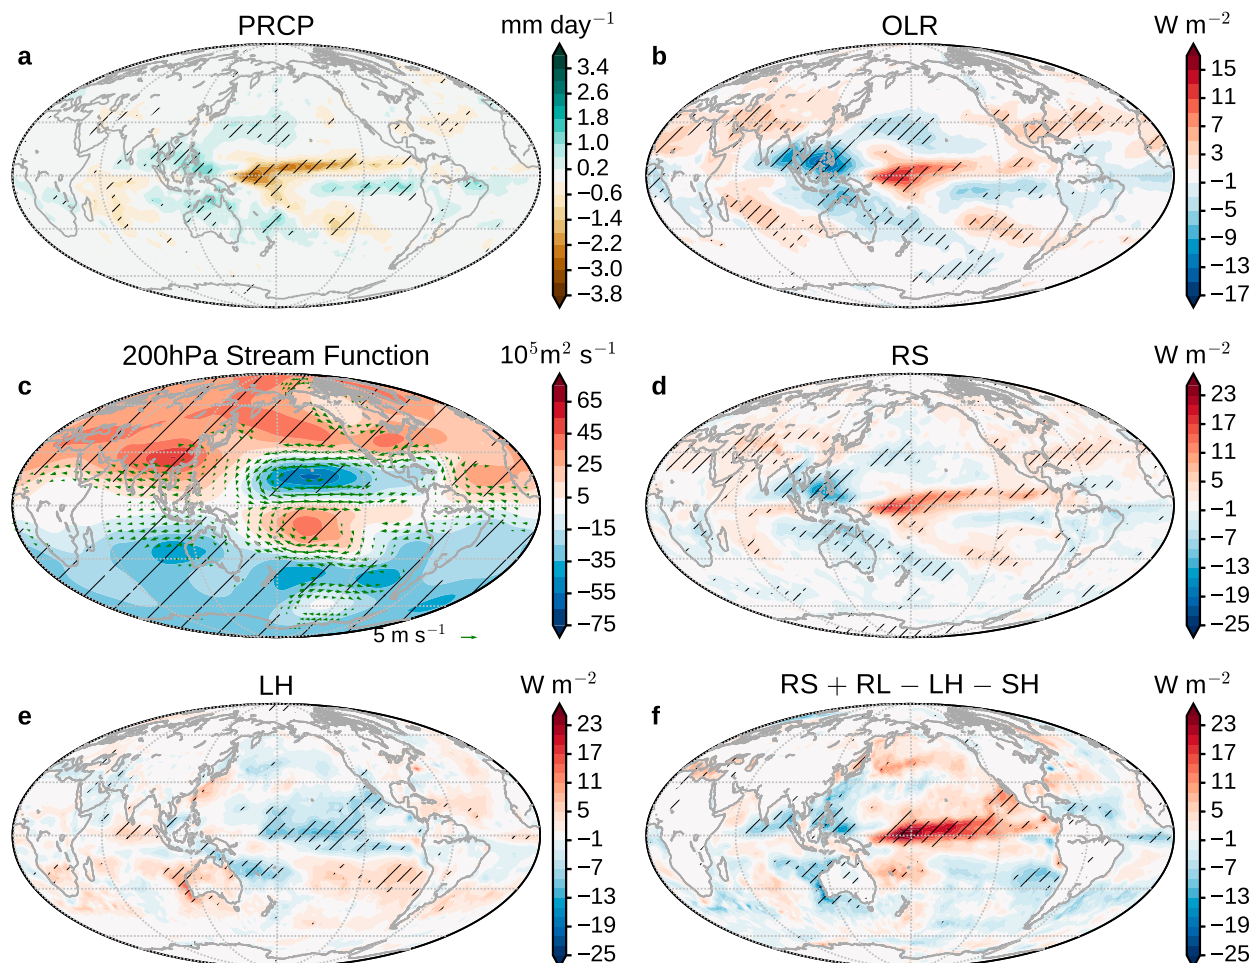 a
PRCP
mm day−1
3.4
2.6
1.8
1.0
0.2
−0.6
−1.4
−2.2
−3.0
−3.8
b
OLR
W m−2
15
11
7
3
−1
−5
−9
−13
−17
c
200hPa Stream Function
10⁵m² s−1
65
45
25
5
−15
−35
−55
−75
5 m s−1
d
RS
W m−2
23
17
11
5
−1
−7
−13
−19
−25
e
LH
W m−2
23
17
11
5
−1
−7
−13
−19
−25
f
RS + RL − LH − SH
W m−2
23
17
11
5
−1
−7
−13
−19
−25